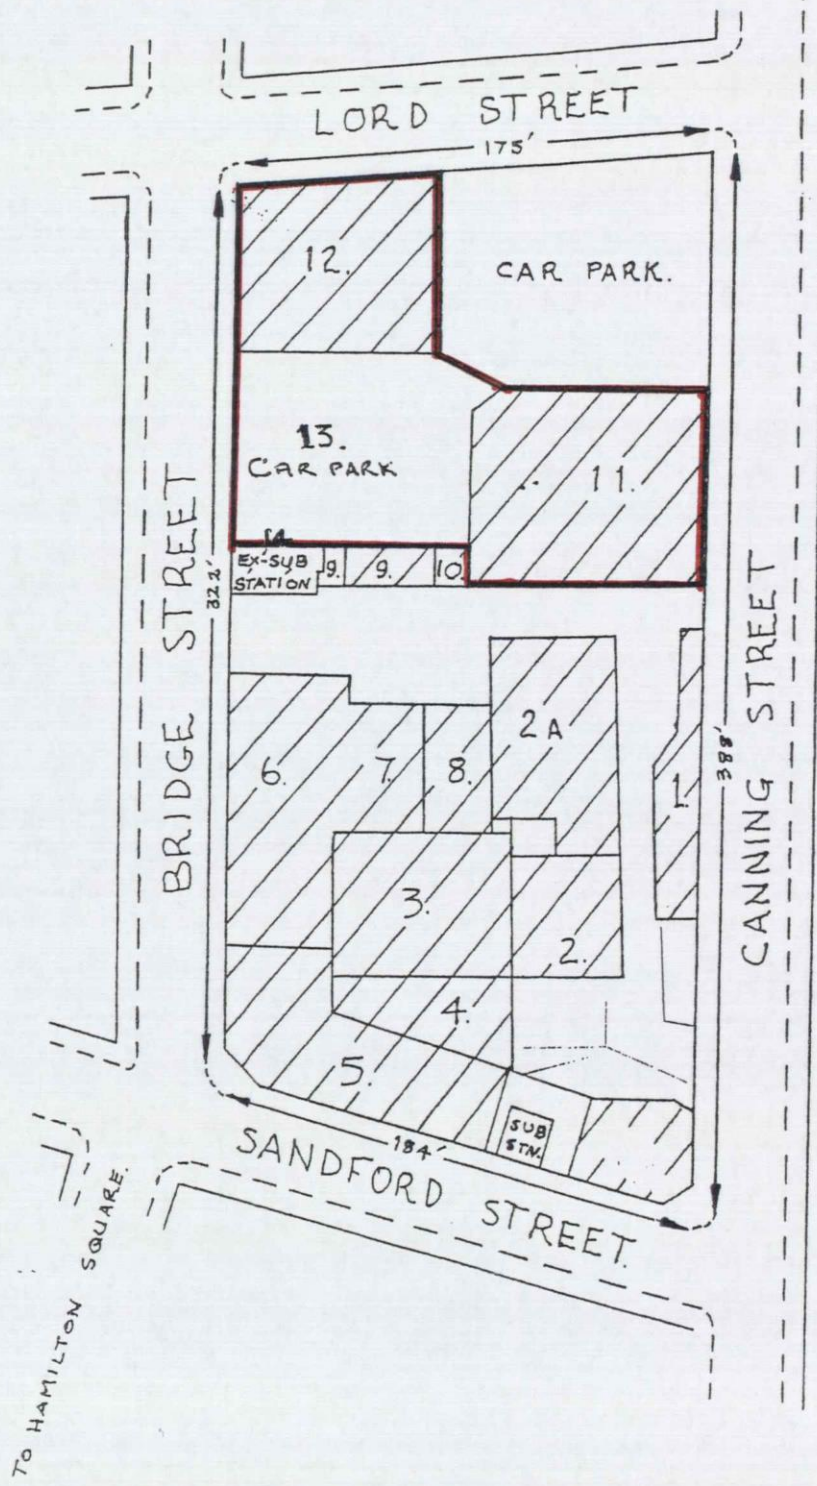 LORD STREET
175'
12.
CAR PARK.
13.
CAR PARK
11.
14
EX-SUB
STATION
9.
9.
10.
BRIDGE STREET
322'
CANNING STREET
388'
2A
6.
7.
8.
1.
3.
2.
4.
5.
SUB
STN.
184'
SANDFORD STREET.
TO HAMILTON SQUARE.